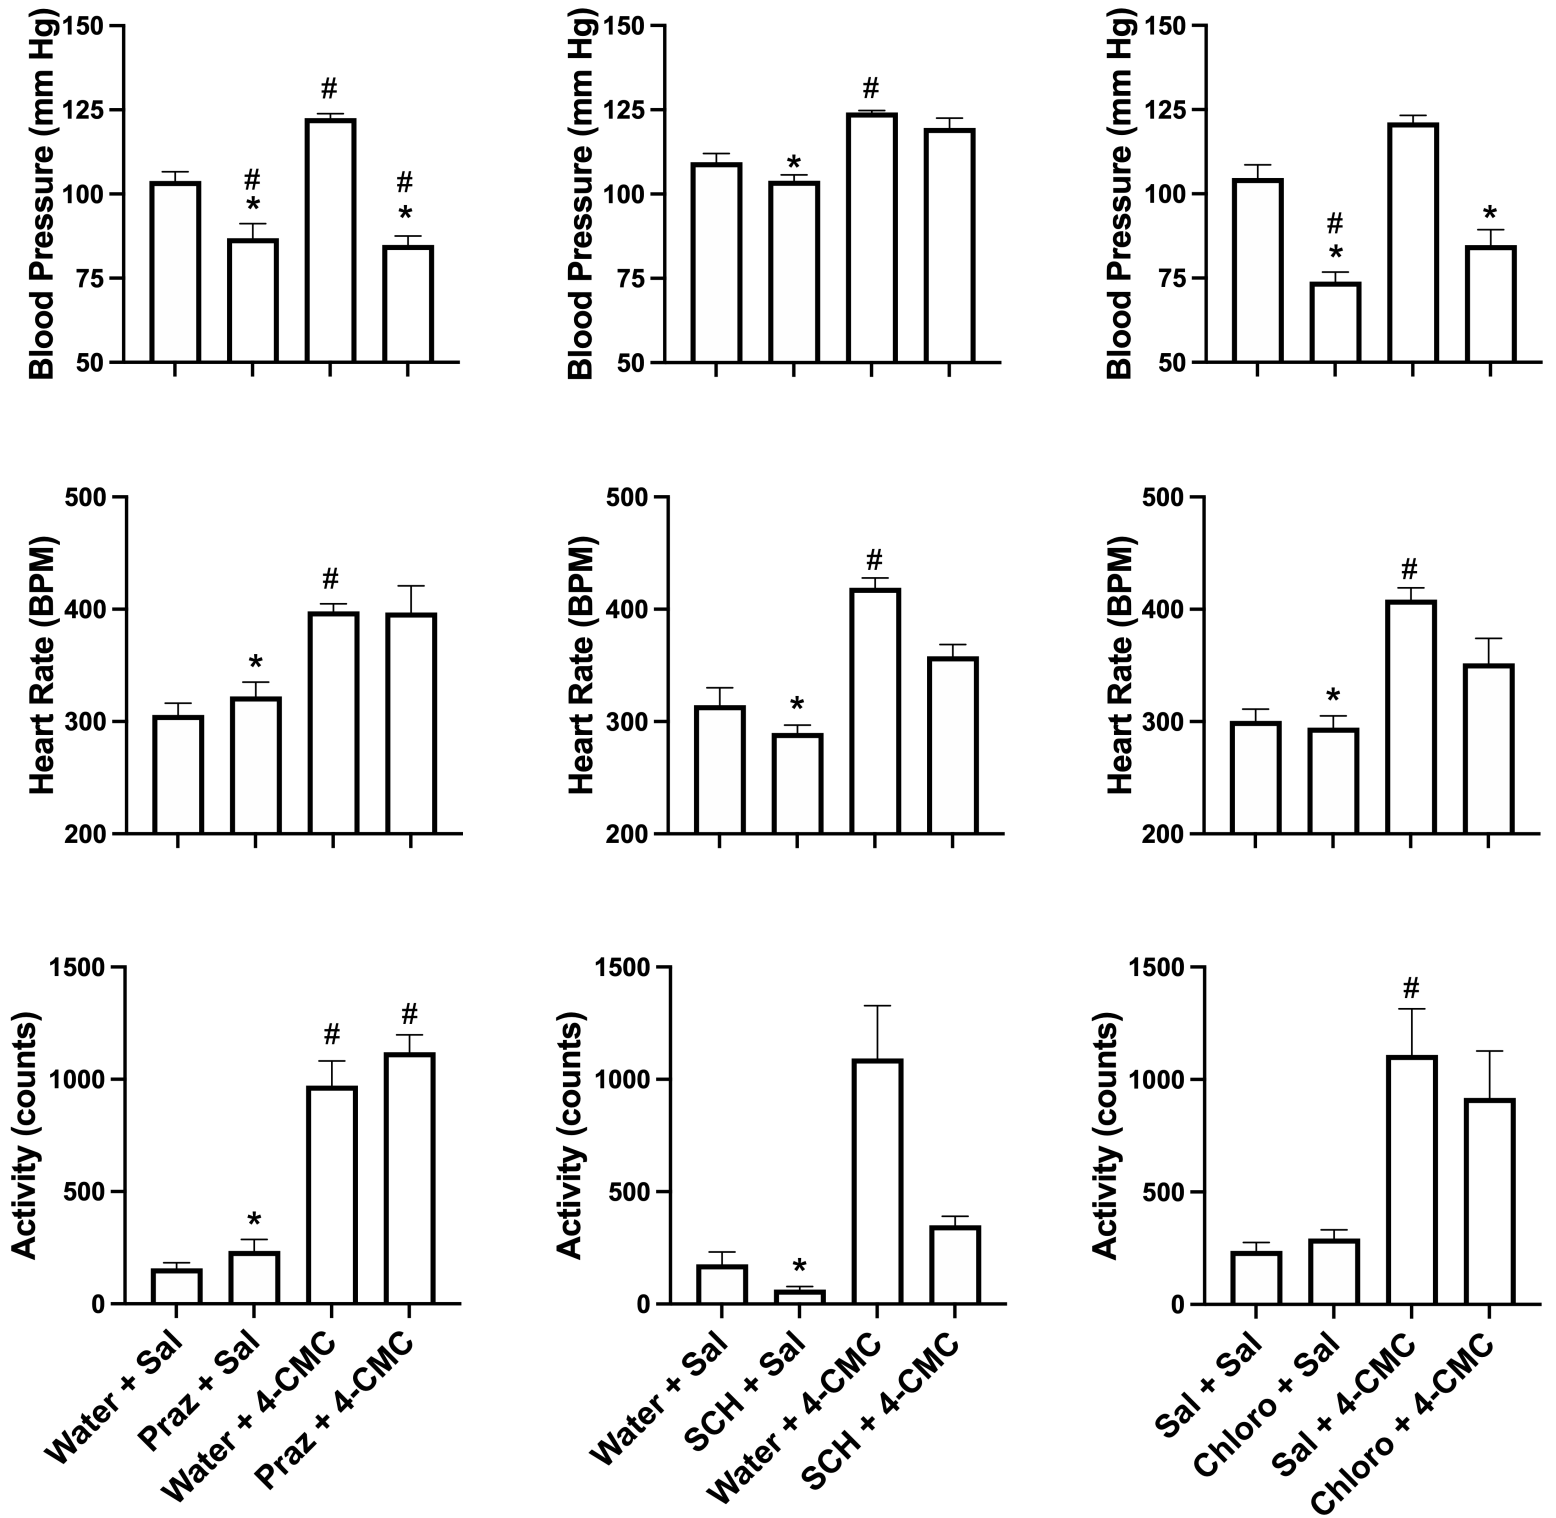 Blood Pressure (mm Hg)
150
125
100
75
50
#
*
#
#
*
Blood Pressure (mm Hg)
150
125
100
75
50
*
#
Blood Pressure (mm Hg)
150
125
100
75
50
#
*
*
Heart Rate (BPM)
500
400
300
200
*
#
Heart Rate (BPM)
500
400
300
200
*
#
Heart Rate (BPM)
500
400
300
200
*
#
Activity (counts)
1500
1000
500
0
*
#
#
Water + Sal
Praz + Sal
Water + 4-CMC
Praz + 4-CMC
Activity (counts)
1500
1000
500
0
*
Water + Sal
SCH + Sal
Water + 4-CMC
SCH + 4-CMC
Activity (counts)
1500
1000
500
0
#
Sal + Sal
Chloro + Sal
Sal + 4-CMC
Chloro + 4-CMC